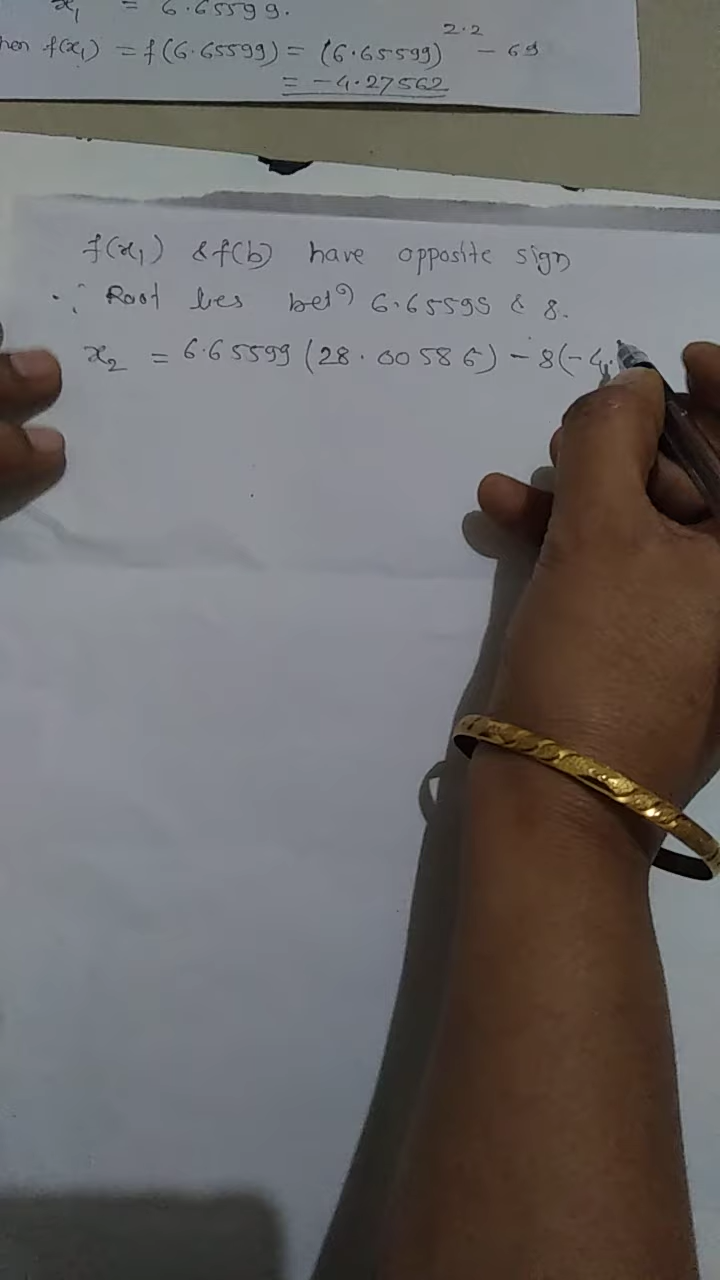 x₁ = 6.65599.
f(x₁) = f(6.65599) = (6.65599)^2.2 - 69
= -4.27562
f(x₁) & f(b) have opposite sign
∴ Root lies betⁿ 6.65599 & 8.
x₂ = 6.65599 (28.00586) - 8(-4.